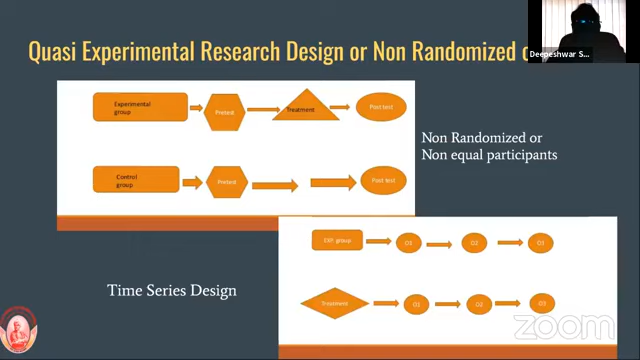 Deepeshwar S...
Quasi Experimental Research Design or Non Randomized
Experimental
group
Pretest
Treatment
Post test
Non Randomized or
Non equal participants
Control
group
Pretest
Post test
EXP. group
O1
O2
O3
Time Series Design
Treatment
O1
O2
O3
zoom